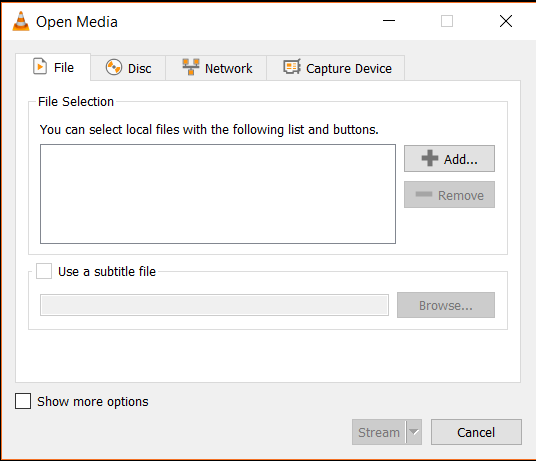 Open Media
File Disc Network Capture Device
File Selection
You can select local files with the following list and buttons.
Add...
Remove
Use a subtitle file
Browse...
Show more options
Stream Cancel